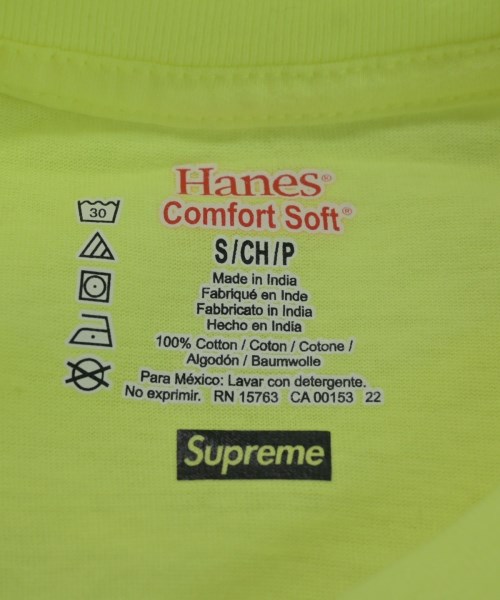 Hanes®
Comfort Soft®
30
S/CH/P
Made in India
Fabriqué en Inde
Fabbricato in India
Hecho en India
100% Cotton / Coton / Cotone /
Algodón / Baumwolle
Para México: Lavar con detergente.
No exprimir. RN 15763 CA 00153 22
Supreme